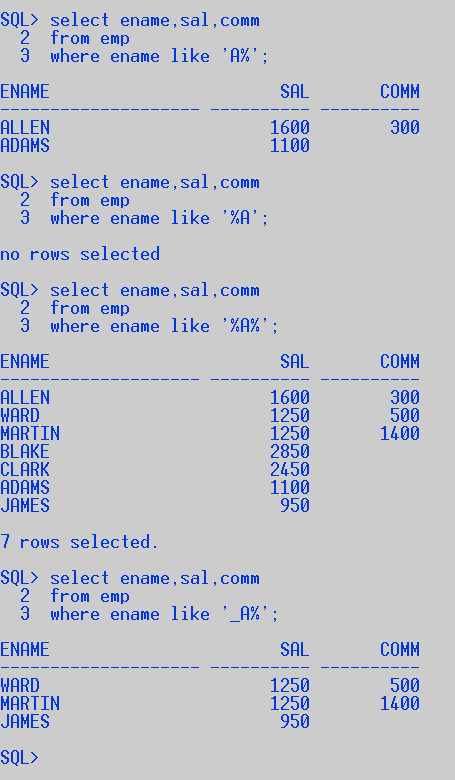 SQL> select ename,sal,comm
  2  from emp
  3  where ename like 'A%';
ENAME                       SAL       COMM
-------------------- ---------- ----------
ALLEN                      1600        300
ADAMS                      1100
SQL> select ename,sal,comm
  2  from emp
  3  where ename like '%A';
no rows selected
SQL> select ename,sal,comm
  2  from emp
  3  where ename like '%A%';
ENAME                       SAL       COMM
-------------------- ---------- ----------
ALLEN                      1600        300
WARD                       1250        500
MARTIN                     1250       1400
BLAKE                      2850
CLARK                      2450
ADAMS                      1100
JAMES                       950
7 rows selected.
SQL> select ename,sal,comm
  2  from emp
  3  where ename like '_A%';
ENAME                       SAL       COMM
-------------------- ---------- ----------
WARD                       1250        500
MARTIN                     1250       1400
JAMES                       950
SQL>